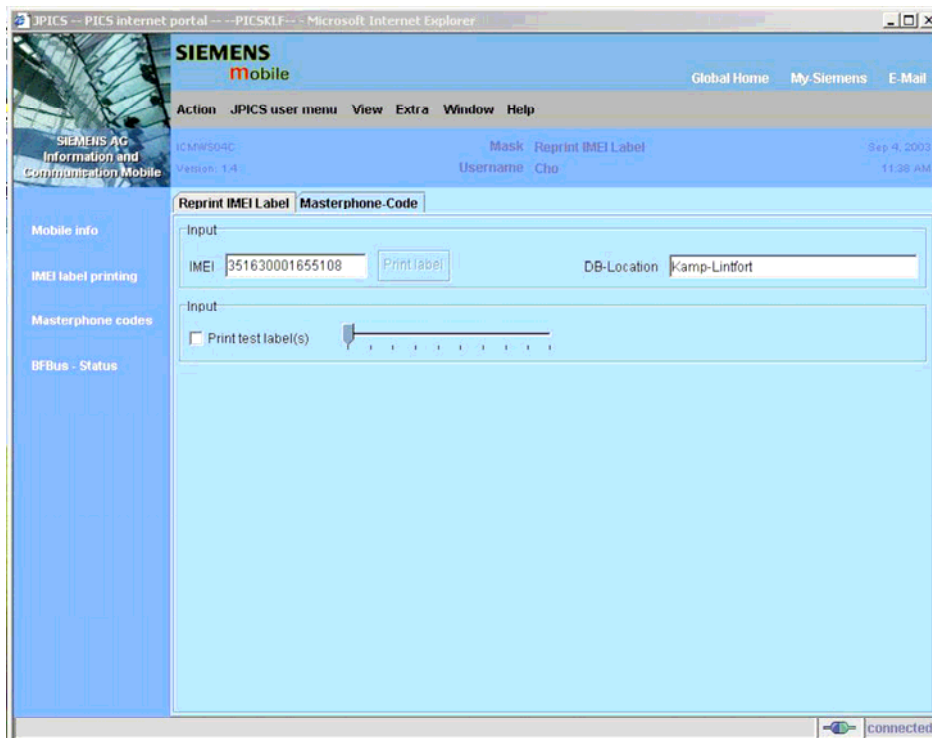 JPICS -- PICS internet portal -- --PICSKLF-- - Microsoft Internet Explorer
SIEMENS
mobile
Global Home My-Siemens E-Mail
Action JPICS user menu View Extra Window Help
SIEMENS AG
Information and
Communication Mobile
ICMWS04C Mask Reprint IMEI Label Sep 4, 2003
Version: 1.4 Username Cho 11:38 AM
Reprint IMEI Label Masterphone-Code
Mobile info
IMEI label printing
Masterphone codes
BFBus - Status
Input
IMEI 351630001655108 Print label DB-Location Kamp-Lintfort
Input
Print test label(s)
connected